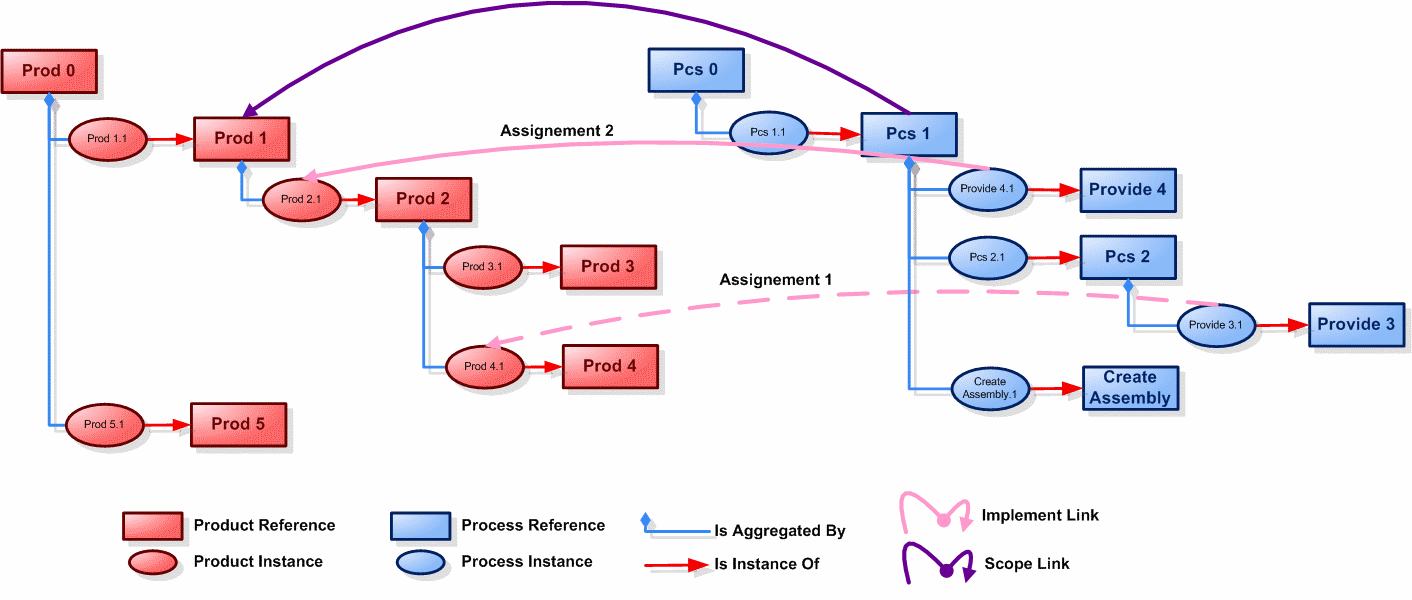 Prod 0
Pcs 0
Prod 1.1
Prod 1
Assignement 2
Pcs 1.1
Pcs 1
Prod 2.1
Prod 2
Provide 4.1
Provide 4
Prod 3.1
Prod 3
Pcs 2.1
Pcs 2
Assignement 1
Provide 3.1
Provide 3
Prod 4.1
Prod 4
Create
Assembly.1
Create
Assembly
Prod 5.1
Prod 5
Product Reference
Process Reference
Is Aggregated By
Implement Link
Product Instance
Process Instance
Is Instance Of
Scope Link